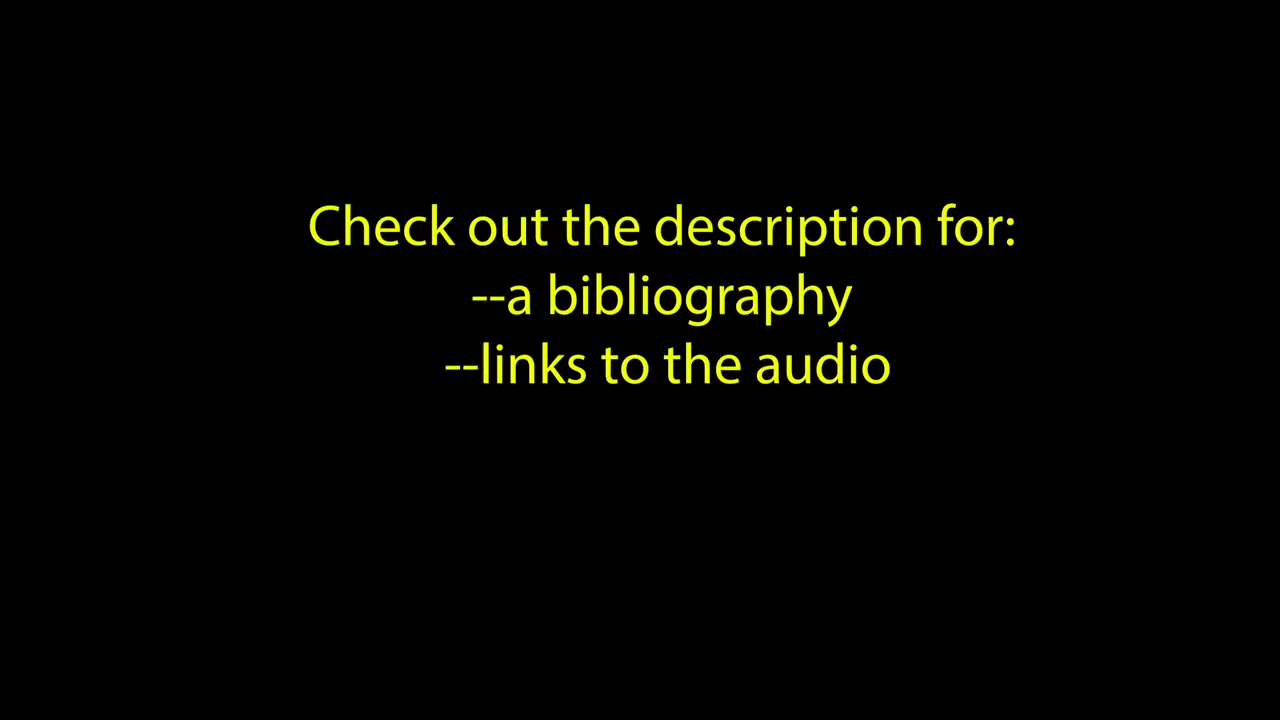 Check out the description for:
--a bibliography
--links to the audio